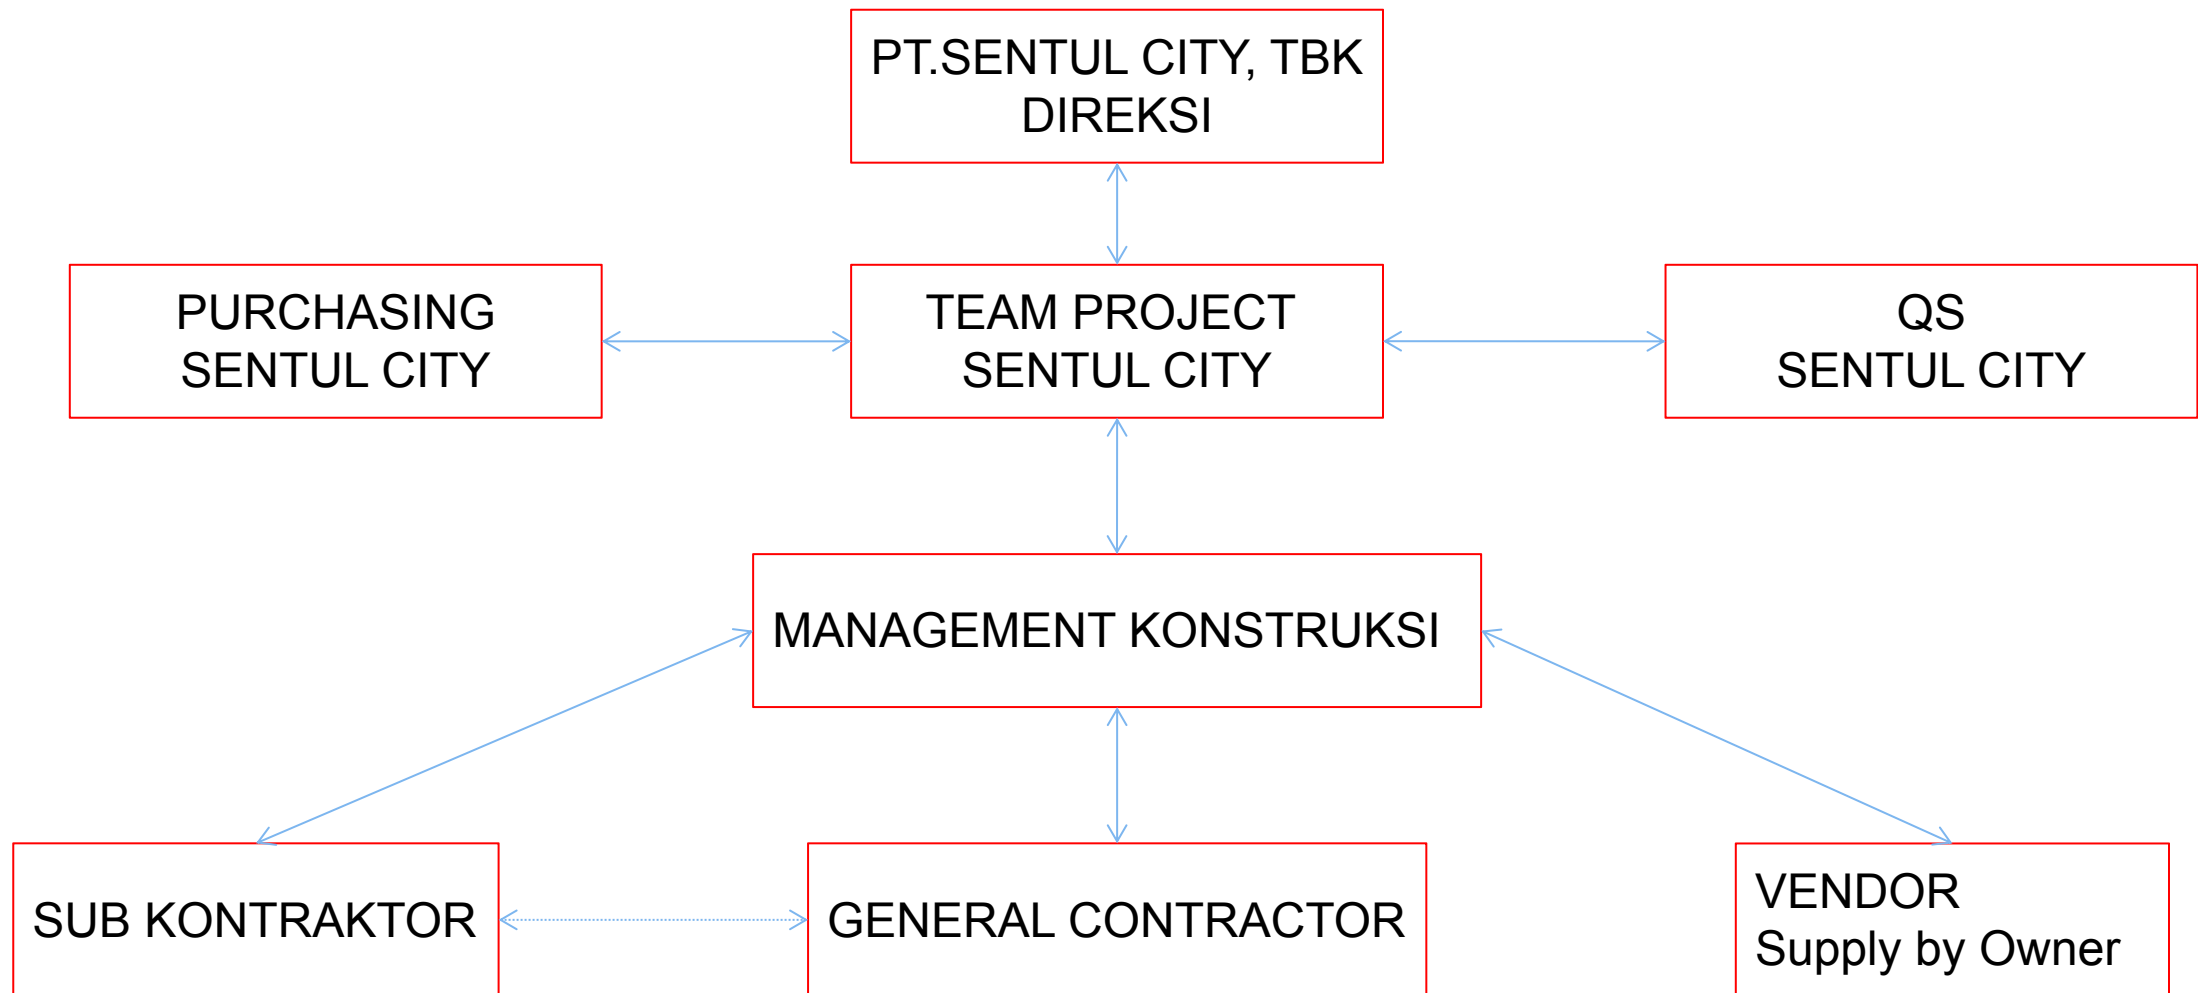 PT.SENTUL CITY, TBK
DIREKSI
PURCHASING
SENTUL CITY
TEAM PROJECT
SENTUL CITY
QS
SENTUL CITY
MANAGEMENT KONSTRUKSI
SUB KONTRAKTOR
GENERAL CONTRACTOR
VENDOR
Supply by Owner